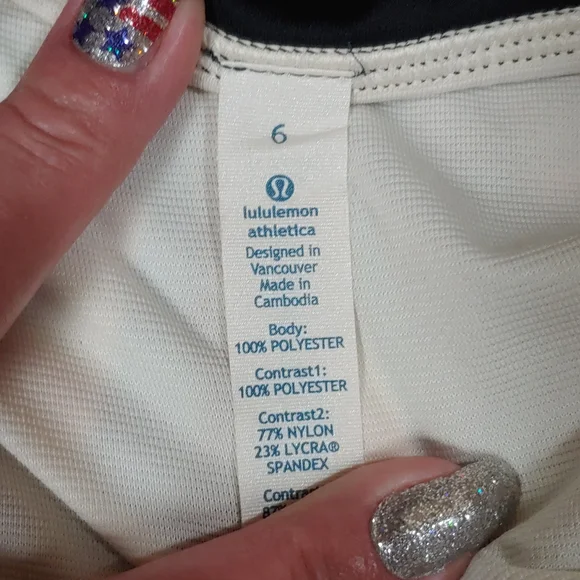 6
lululemon
athletica
Designed in
Vancouver
Made in
Cambodia
Body:
100% POLYESTER
Contrast1:
100% POLYESTER
Contrast2:
77% NYLON
23% LYCRA®
SPANDEX